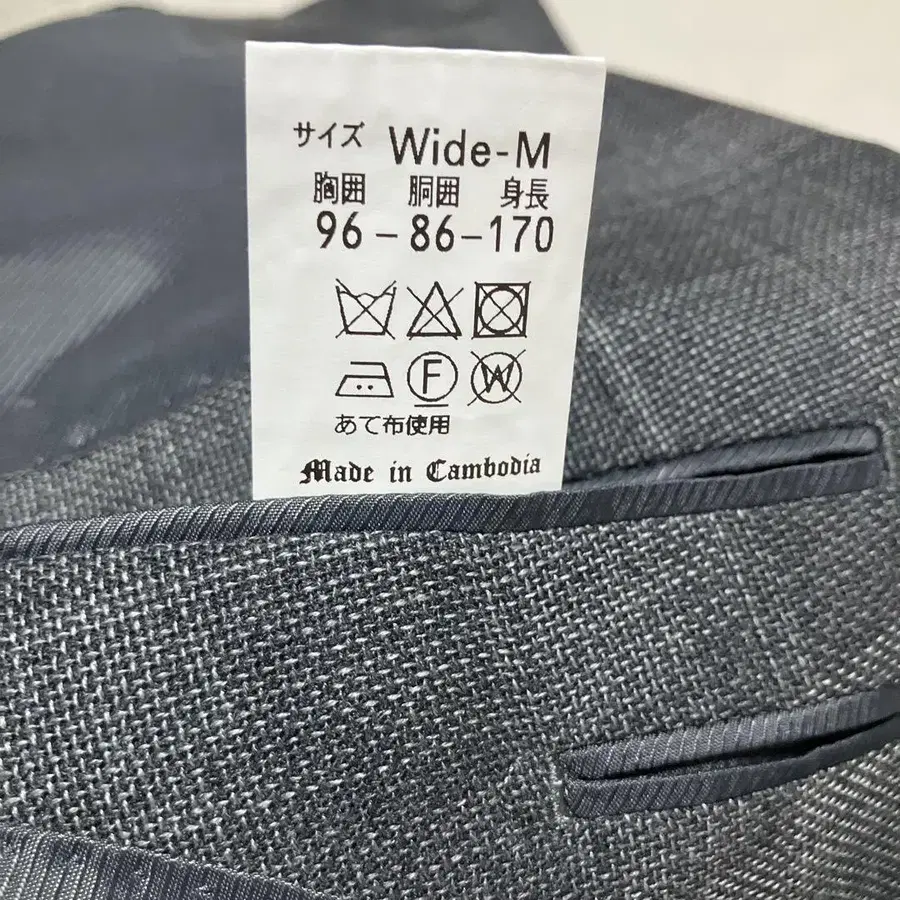 サイズ Wide-M
胸囲 胴囲 身長
96-86-170
F W
あて布使用
Made in Cambodia